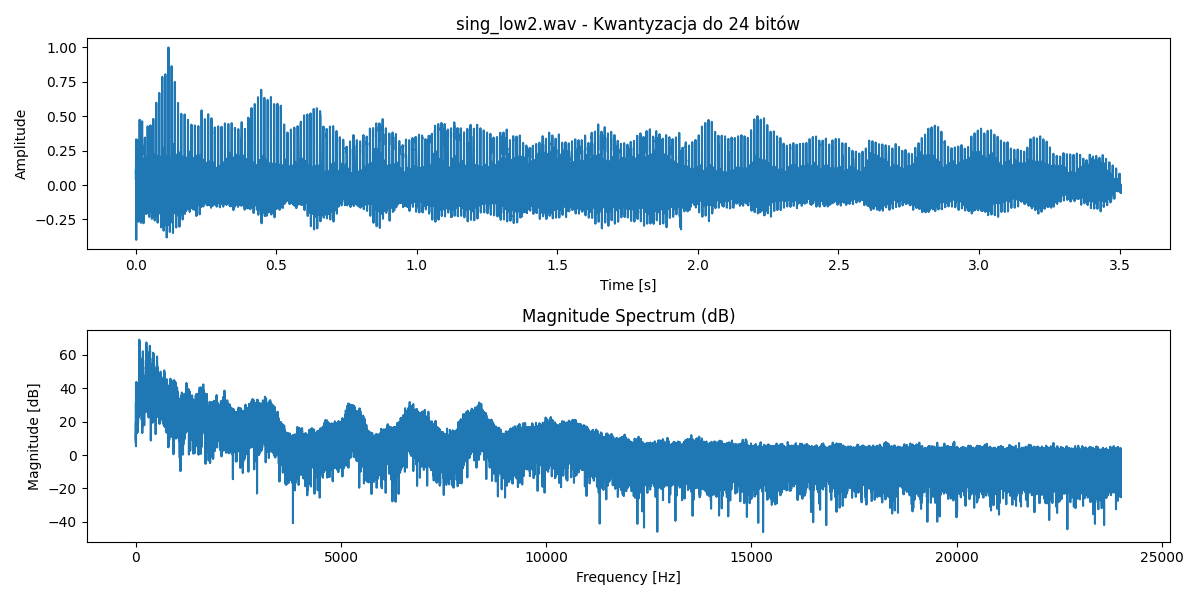 sing_low2.wav - Kwantyzacja do 24 bitów
1.00
0.75
0.50
0.25
0.00
−0.25
Amplitude
0.0 0.5 1.0 1.5 2.0 2.5 3.0 3.5
Time [s]
Magnitude Spectrum (dB)
60
40
20
0
−20
−40
Magnitude [dB]
0 5000 10000 15000 20000 25000
Frequency [Hz]